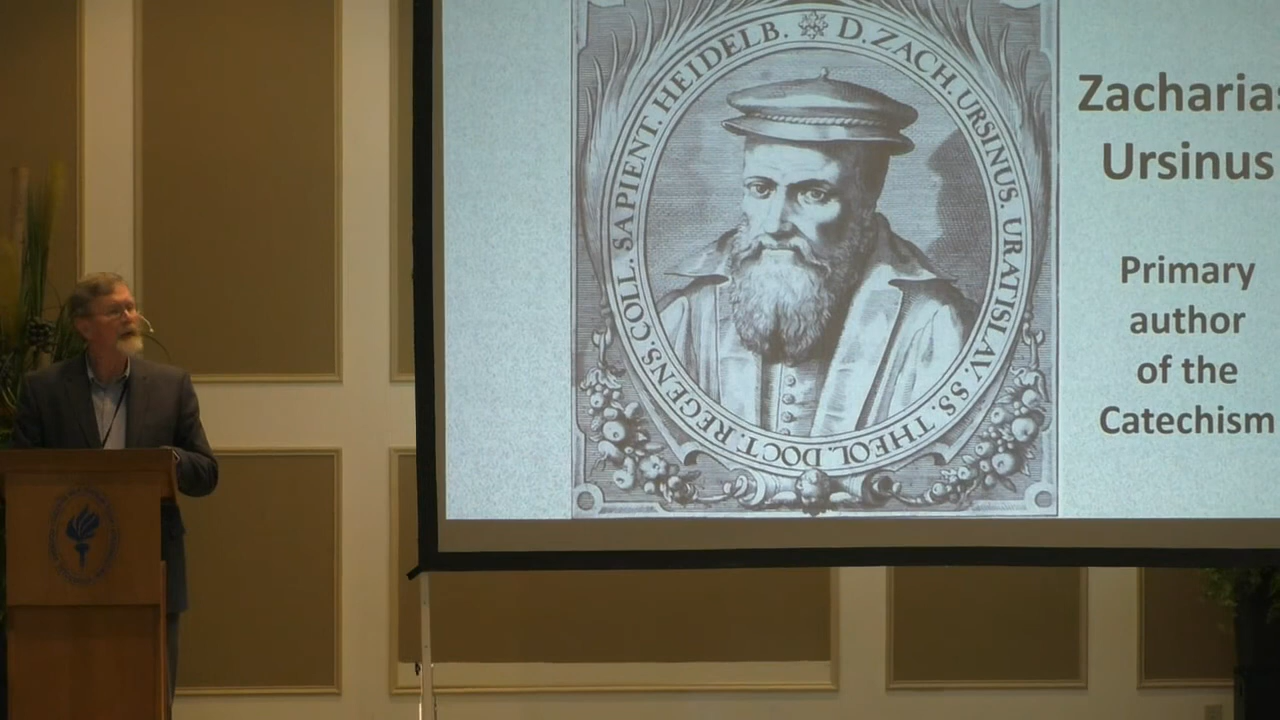 D. ZACH. URSINUS. URATISLAV. SS. THEOL. DOCT. REGENS. COLL. SAPIENT. HEIDELB.
Zacharias
Ursinus
Primary
author
of the
Catechism